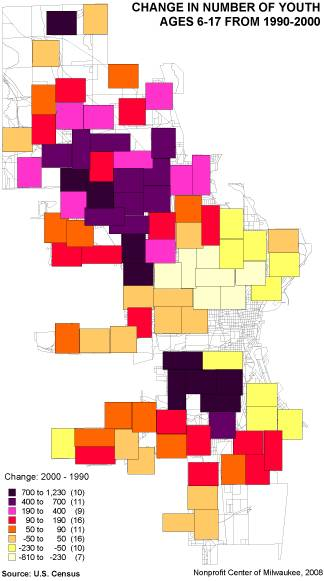 CHANGE IN NUMBER OF YOUTH
AGES 6-17 FROM 1990-2000
Change: 2000 - 1990
700 to 1,230 (10)
400 to 700 (11)
190 to 400 (9)
90 to 190 (16)
50 to 90 (11)
-50 to 50 (16)
-230 to -50 (10)
-810 to -230 (7)
Source: U.S. Census
Nonprofit Center of Milwaukee, 2008